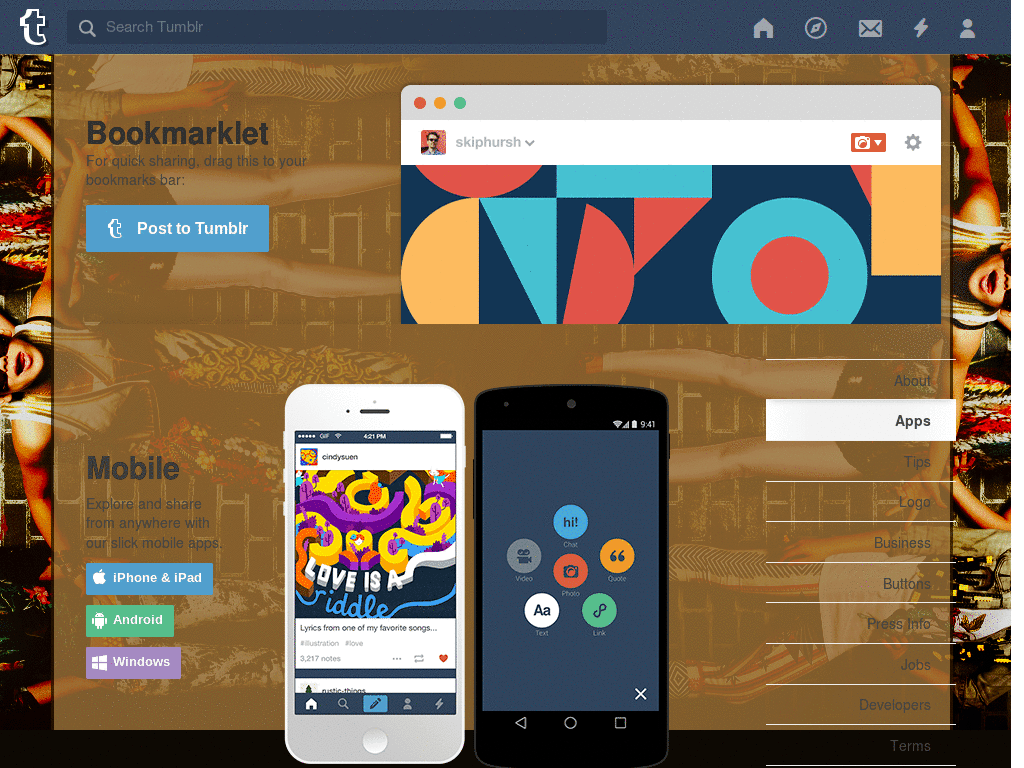 Search Tumblr
Bookmarklet
For quick sharing, drag this to your
bookmarks bar:
Post to Tumblr
skiphursh
Mobile
Explore and share
from anywhere with
our slick mobile apps.
iPhone & iPad
Android
Windows
GIF
4:21 PM
cindysuen
LOVE IS A
riddle
Lyrics from one of my favorite songs...
#illustration #love
3,217 notes
rustic-things
9:41
hi!
Chat
Video
Quote
Photo
Aa
Text
Link
About
Apps
Tips
Logo
Business
Buttons
Press Info
Jobs
Developers
Terms